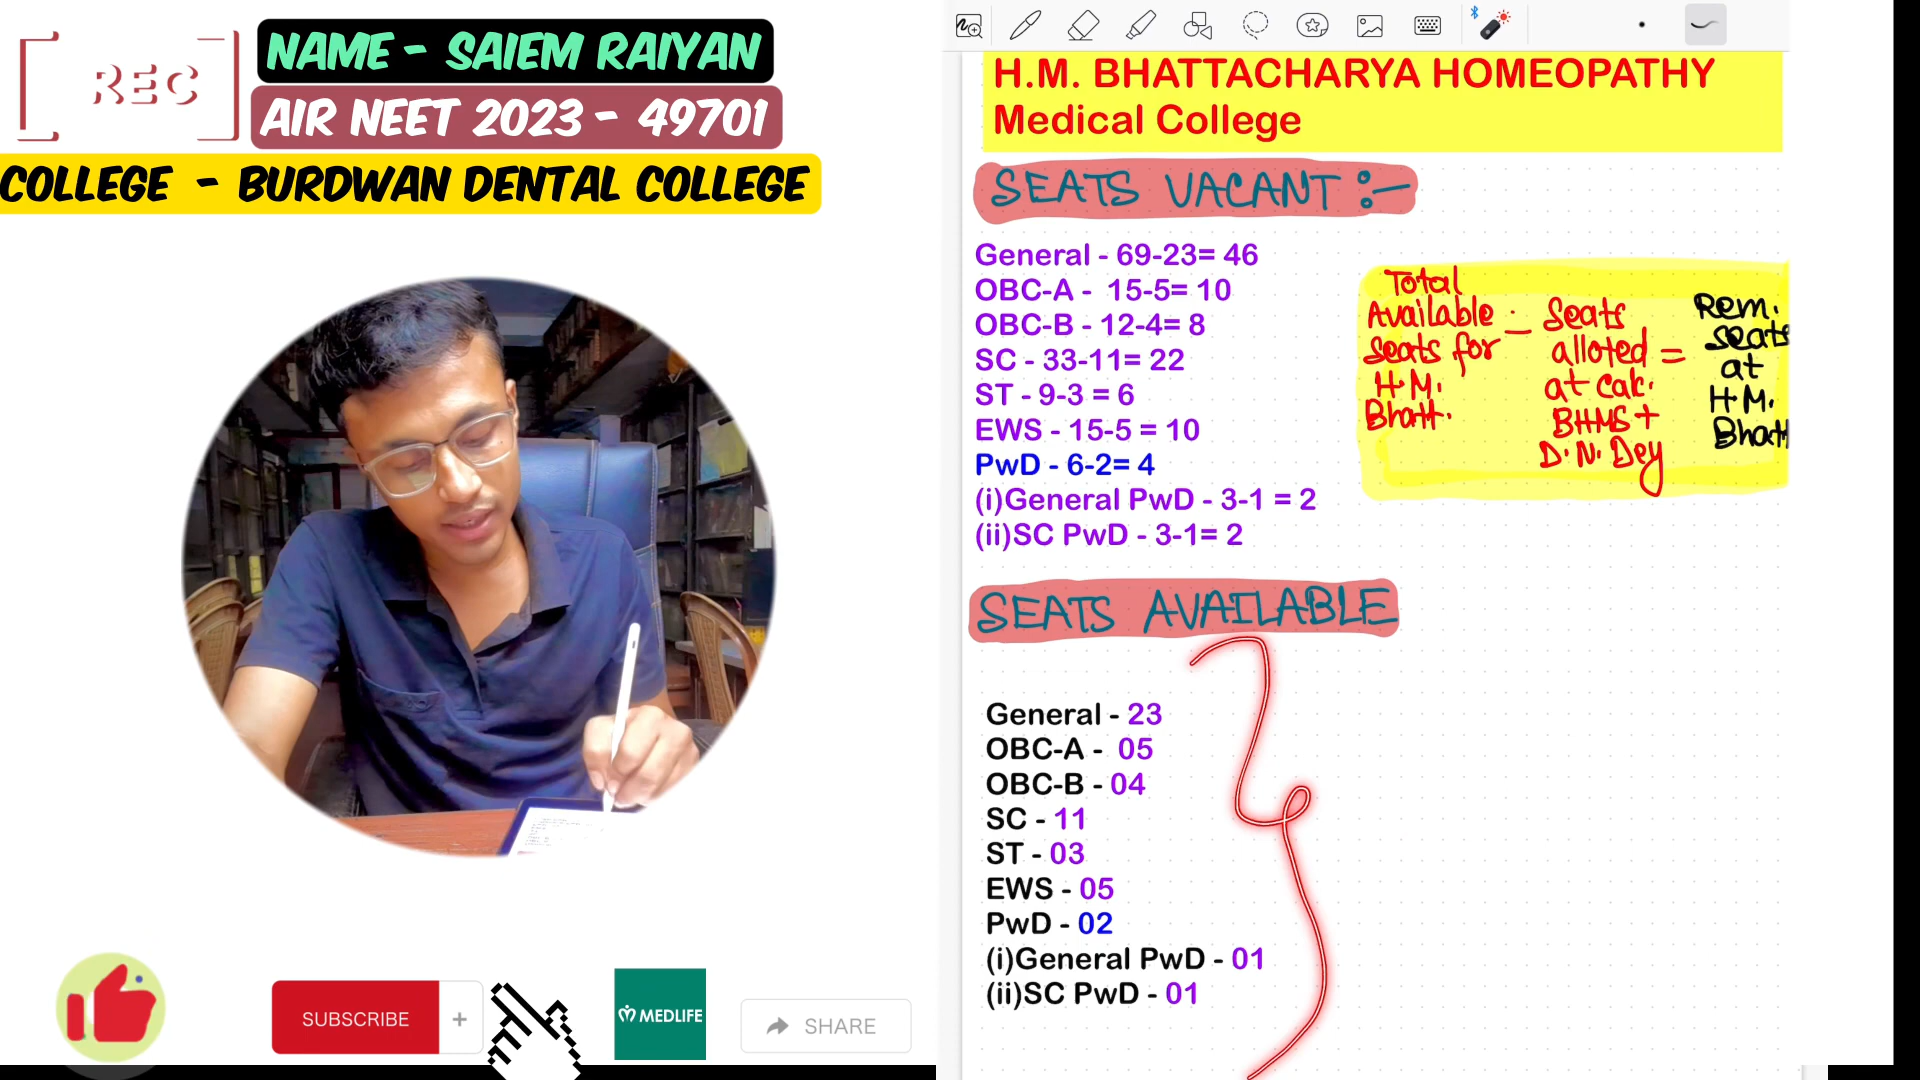 REC
NAME - SAIEM RAIYAN
AIR NEET 2023 - 49701
COLLEGE - BURDWAN DENTAL COLLEGE
SUBSCRIBE +
MEDLIFE
SHARE
H.M. BHATTACHARYA HOMEOPATHY
Medical College
SEATS VACANT :-
General - 69-23= 46
OBC-A - 15-5= 10
OBC-B - 12-4= 8
SC - 33-11= 22
ST - 9-3 = 6
EWS - 15-5 = 10
PwD - 6-2= 4
(i)General PwD - 3-1 = 2
(ii)SC PwD - 3-1= 2
Total
Available
seats for
H.M.
Bhatt.
-
Seats
alloted
at Cak.
BHMS +
D.N. Dey
=
Rem.
seats
at
H.M.
Bhatt
SEATS AVAILABLE
General - 23
OBC-A - 05
OBC-B - 04
SC - 11
ST - 03
EWS - 05
PwD - 02
(i)General PwD - 01
(ii)SC PwD - 01